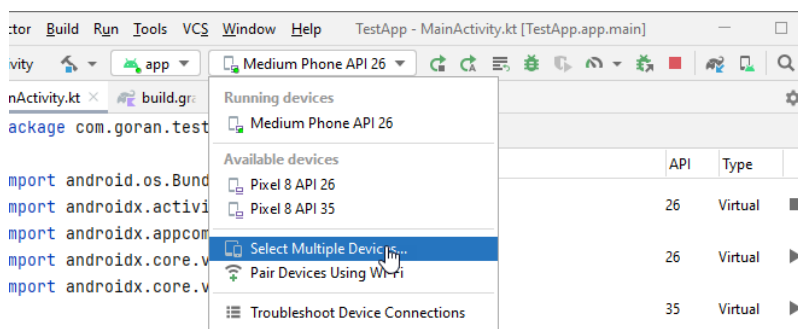 ctor Build Run Tools VCS Window Help TestApp - MainActivity.kt [TestApp.app.main]
ivity app Medium Phone API 26
nActivity.kt build.gra
Running devices
ackage com.goran.test
Medium Phone API 26
Available devices
API Type
mport android.os.Bund
Pixel 8 API 26
mport androidx.activi
Pixel 8 API 35
26 Virtual
mport androidx.appcom
Select Multiple Devices...
mport androidx.core.v
26 Virtual
Pair Devices Using Wi-Fi
mport androidx.core.v
Troubleshoot Device Connections
35 Virtual